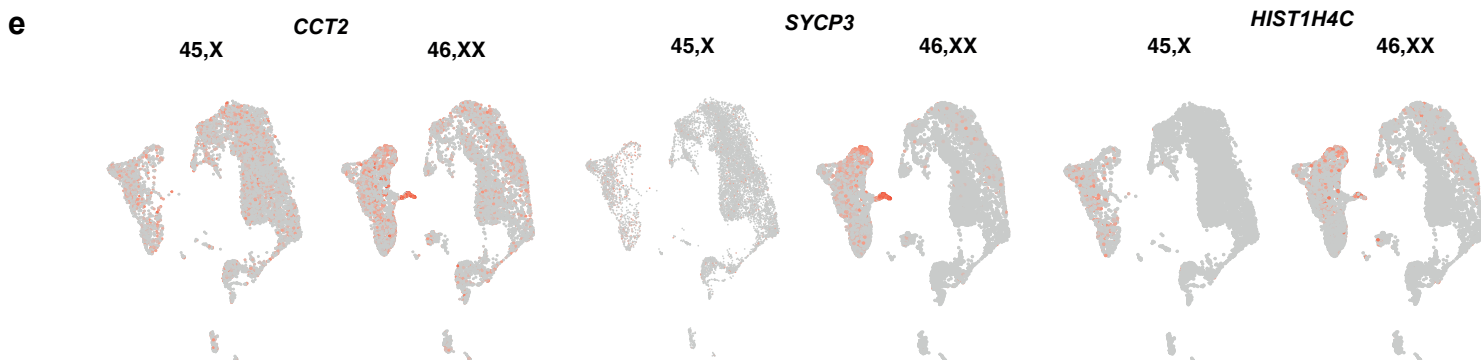 e
CCT2 SYCP3 HIST1H4C
45,X 46,XX 45,X 46,XX 45,X 46,XX